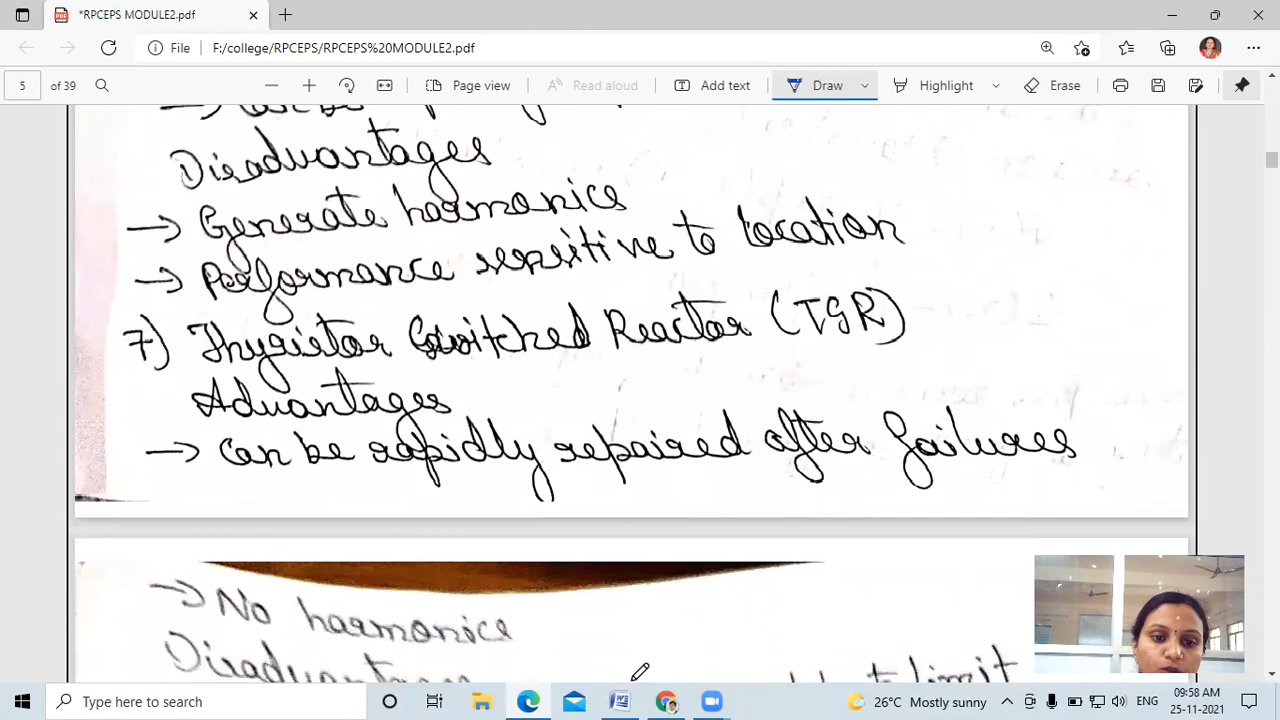 *RPCEPS MODULE2.pdf
File F:/college/RPCEPS/RPCEPS%20MODULE2.pdf
5 of 39 Page view Read aloud Add text Draw Highlight Erase
Disadvantages
→ Generate harmonics
→ Performance sensitive to location
7) Thyristor Switched Reactor (TSR)
Advantages
→ Can be rapidly repaired after failures
→ No harmonics
limit
Type here to search
26°C Mostly sunny ENG 09:58 AM
25-11-2021